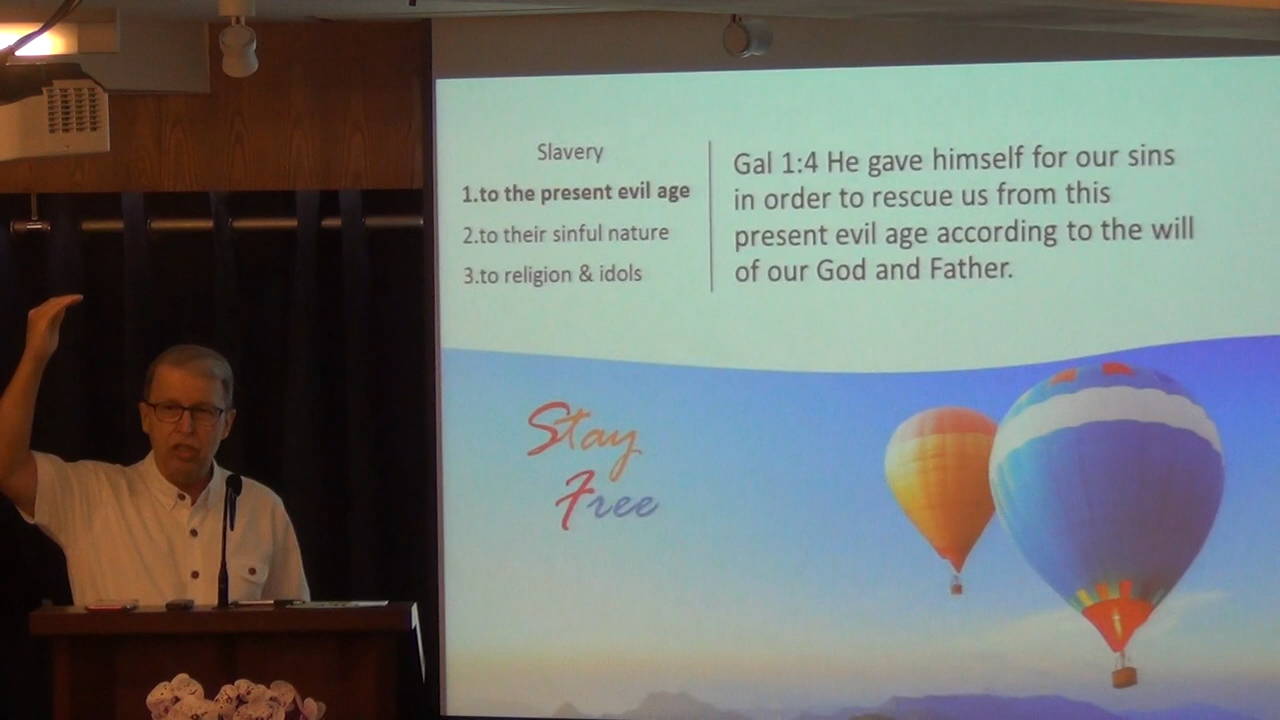 Slavery
1.to the present evil age
2.to their sinful nature
3.to religion & idols
Gal 1:4 He gave himself for our sins
in order to rescue us from this
present evil age according to the will
of our God and Father.
Stay
Free